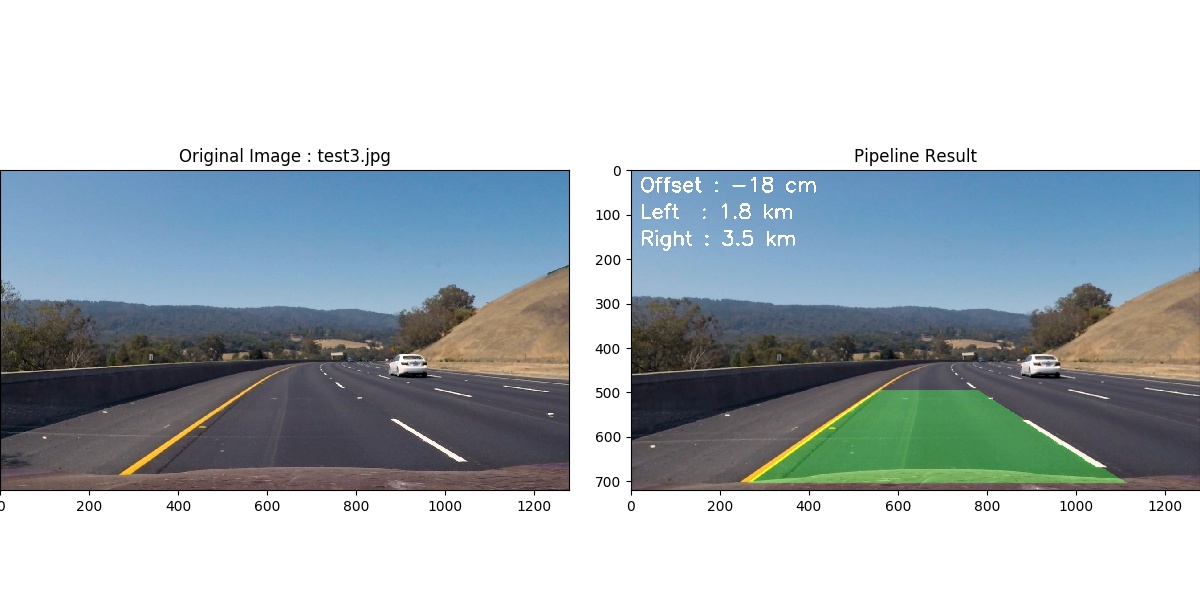 Original Image : test3.jpg
Pipeline Result
Offset : −18 cm
Left : 1.8 km
Right : 3.5 km
0
100
200
300
400
500
600
700
0 200 400 600 800 1000 1200
0 200 400 600 800 1000 1200